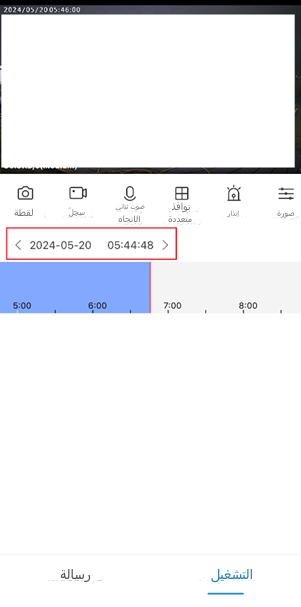 2024/05/20 05:46:00
لقطة
سجل
صوت ثنائي
الاتجاه
نوافذ
متعددة
إنذار
صورة
2024-05-20 05:44:48
5:00 6:00 7:00 8:00
رسالة
التشغيل